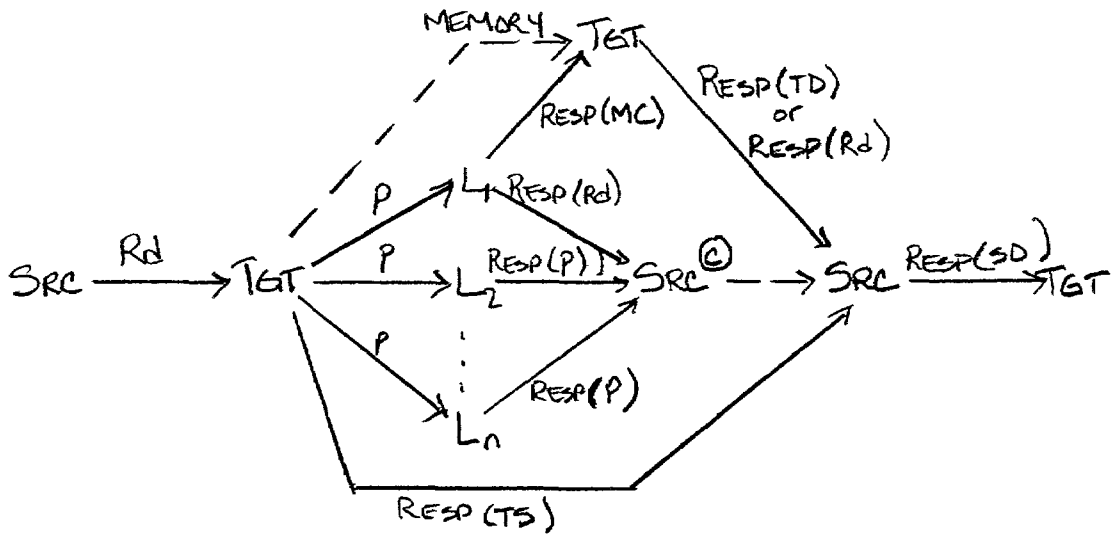 MEMORY
TGT
RESP(TD)
or
RESP(Rd)
RESP(MC)
P
L1
RESP(Rd)
SRC
Rd
TGT
P
L2
RESP(P)
SRC
C
SRC
RESP(SD)
TGT
P
Ln
RESP(P)
RESP(TS)